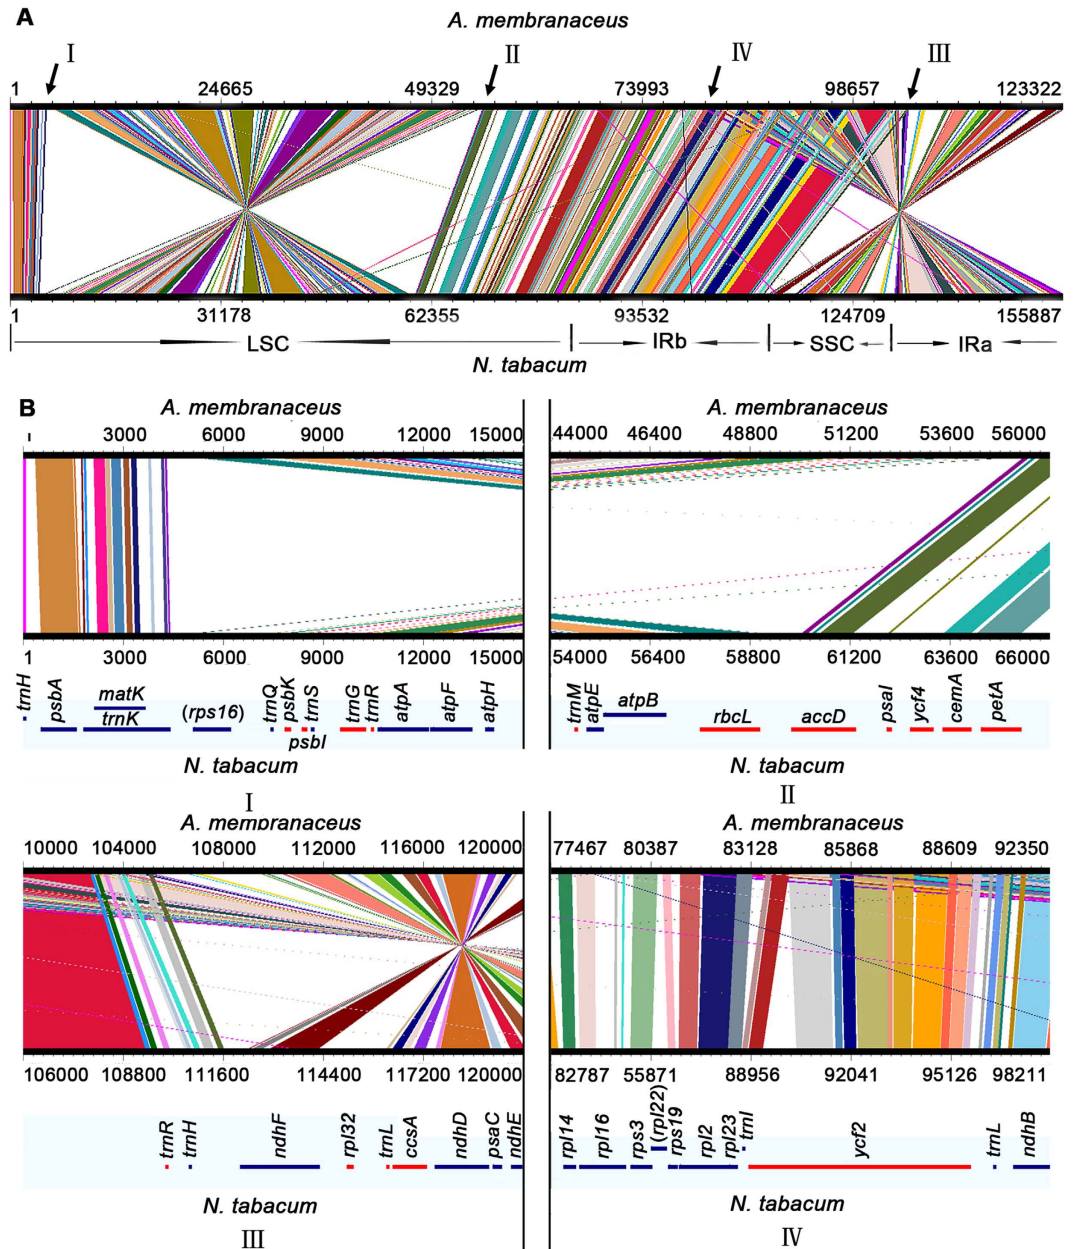 A
A. membranaceus
I II IV III
1 24665 49329 73993 98657 123322
1 31178 62355 93532 124709 155887
LSC IRb SSC IRa
N. tabacum
B
A. membranaceus A. membranaceus
3000 6000 9000 12000 15000 44000 46400 48800 51200 53600 56000
1 3000 6000 9000 12000 15000 54000 56400 58800 61200 63600 66000
trnH psbA matK trnK (rps16) trnQ psbK psbI trnS trnG trnR atpA atpF atpH
trnM atpE atpB rbcL accD psaI ycf4 cemA petA
N. tabacum N. tabacum
I II
A. membranaceus A. membranaceus
10000 104000 108000 112000 116000 120000 77467 80387 83128 85868 88609 92350
106000 108800 111600 114400 117200 120000 82787 55871 88956 92041 95126 98211
trnR trnH ndhF rpl32 trnL ccsA ndhD psaC ndhE
rpl14 rpl16 rps3 (rpl22) rps19 rpl2 rpl23 trnI ycf2 trnL ndhB
N. tabacum N. tabacum
III IV